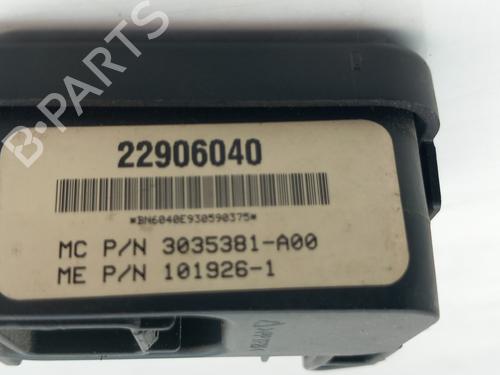 22906040
*BN6040E930590375*
MC P/N 3035381-A00
ME P/N 101926-1
B-PARTS